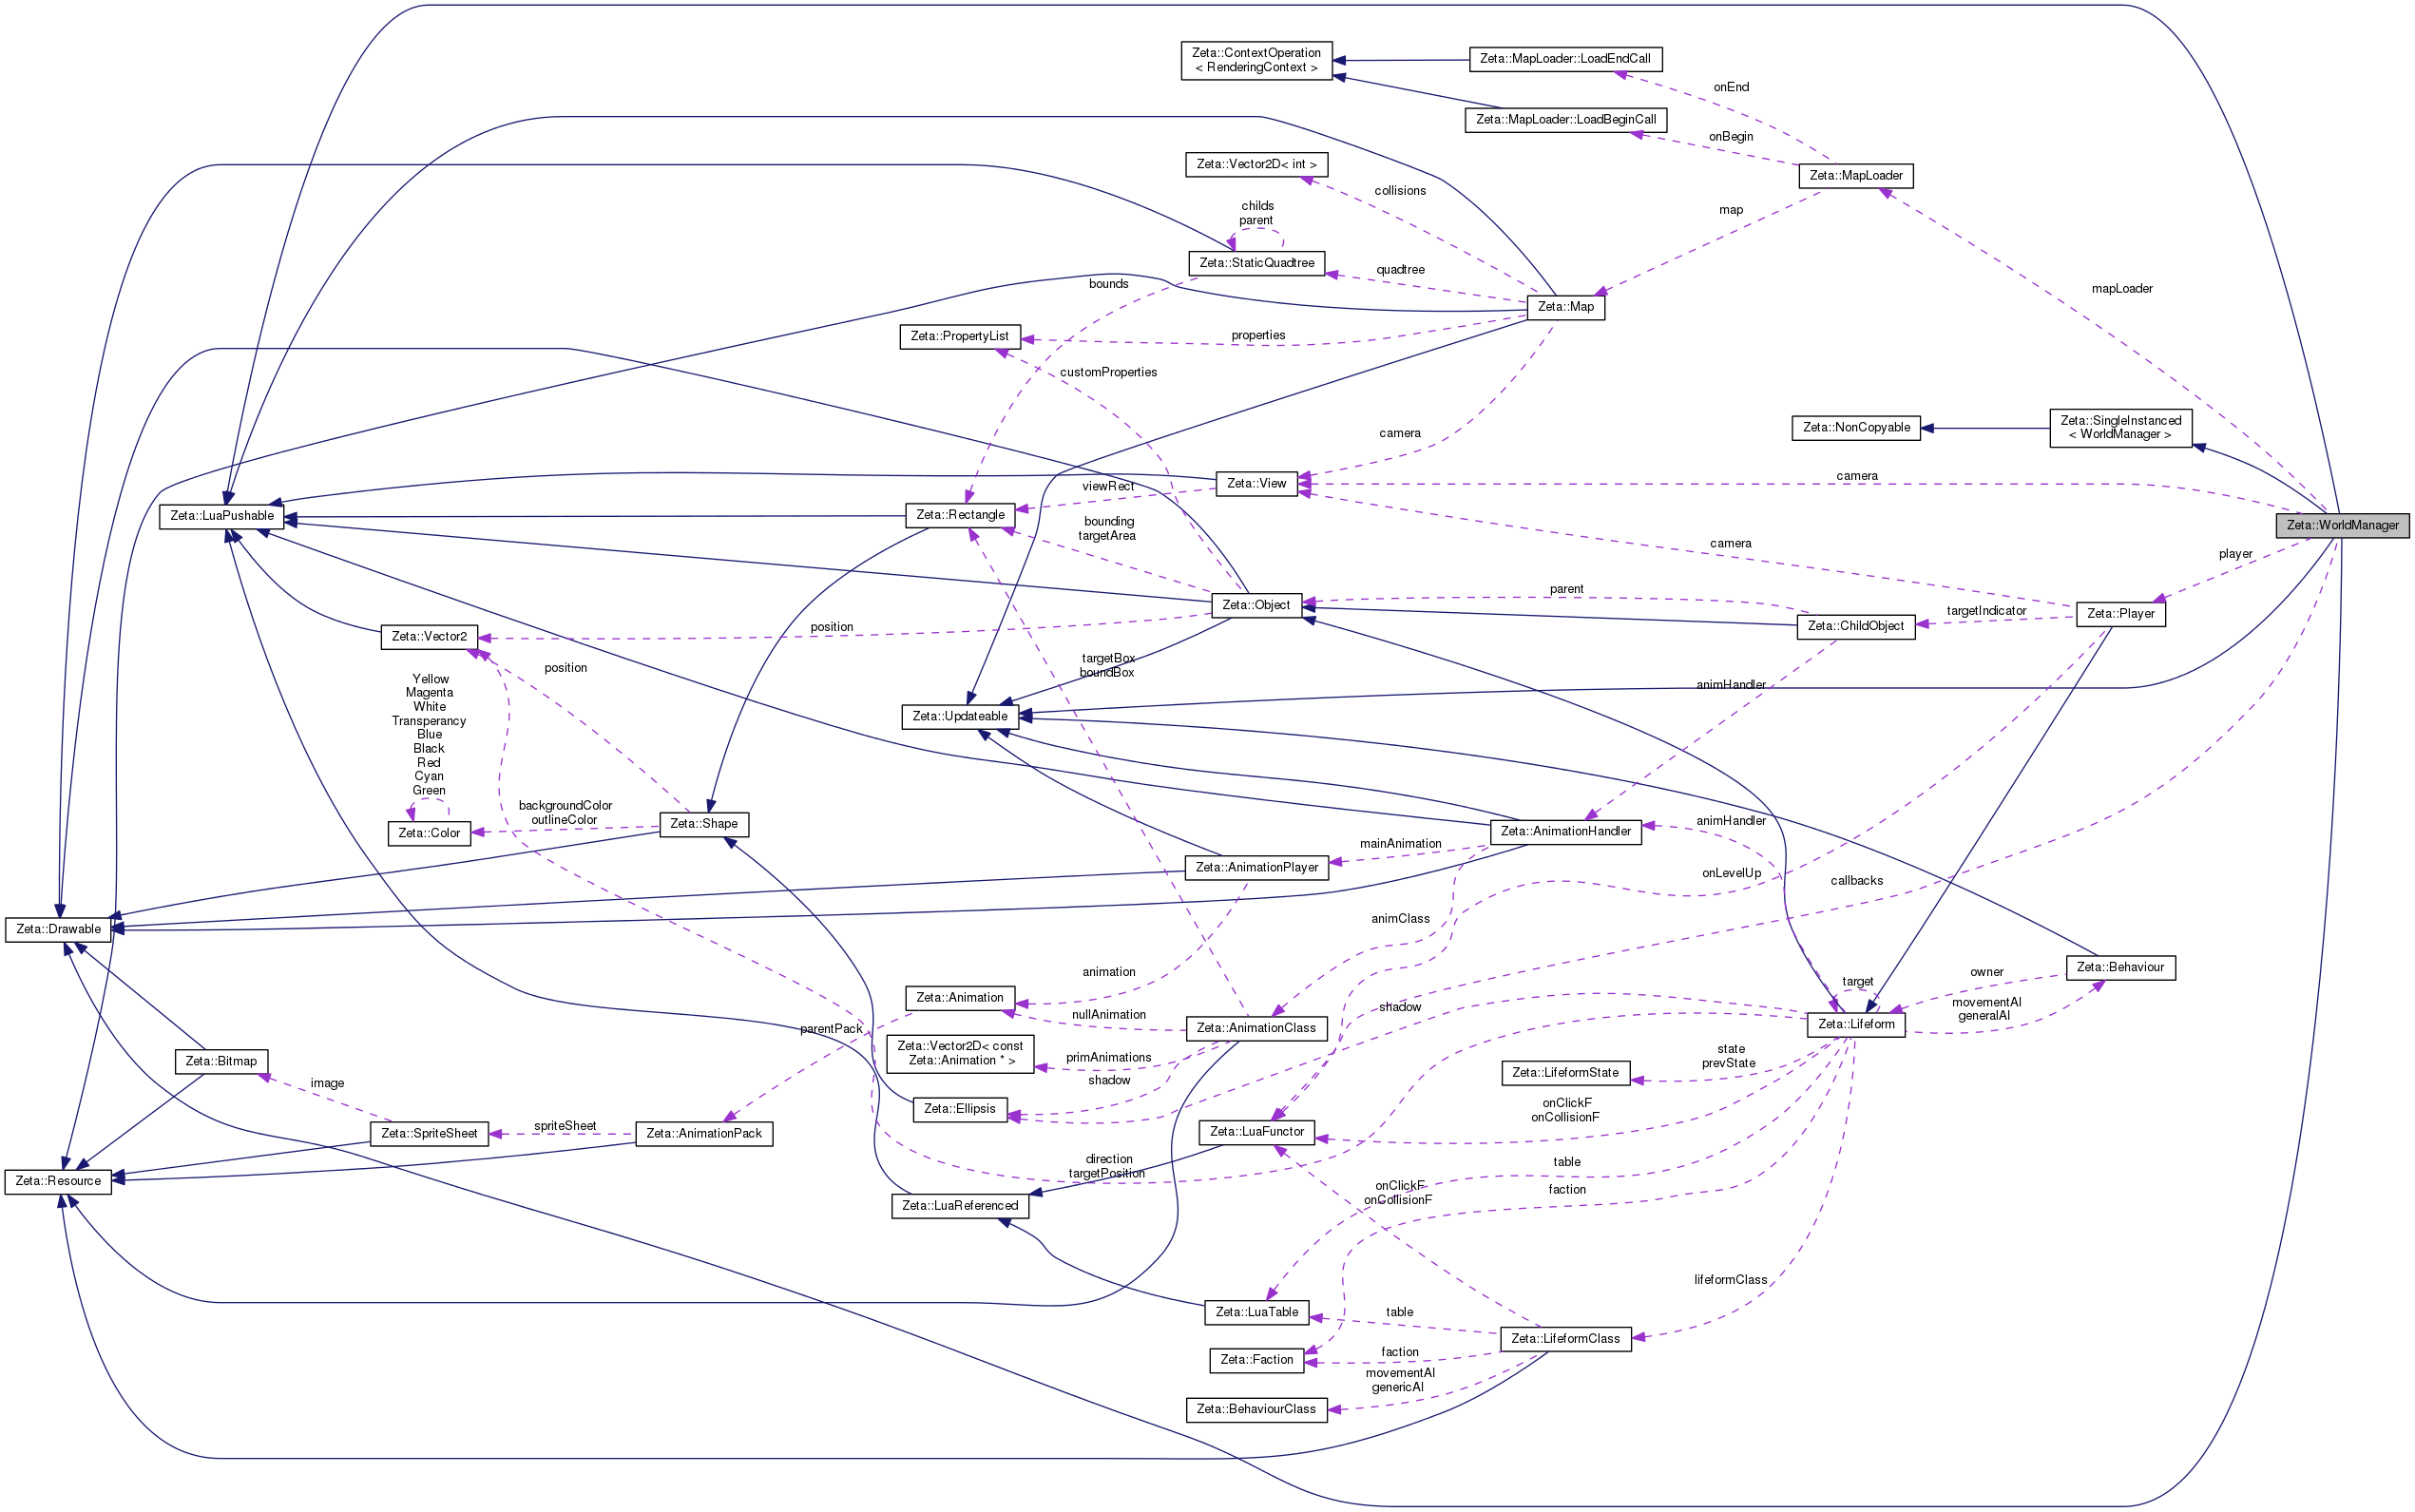 Zeta::ContextOperation
< RenderingContext >
Zeta::MapLoader::LoadEndCall
onEnd
Zeta::MapLoader::LoadBeginCall
onBegin
Zeta::Vector2D< int >
collisions
Zeta::MapLoader
childs
parent
map
Zeta::StaticQuadtree
quadtree
bounds
mapLoader
Zeta::Map
Zeta::PropertyList
properties
customProperties
Zeta::NonCopyable
Zeta::SingleInstanced
< WorldManager >
camera
Zeta::View
camera
viewRect
Zeta::LuaPushable
Zeta::Rectangle
bounding
targetArea
Zeta::WorldManager
camera
player
parent
Zeta::Object
targetIndicator
Zeta::Player
Zeta::ChildObject
Zeta::Vector2
position
position
targetBox
boundBox
Yellow
Magenta
White
Transperancy
Blue
Black
Red
Cyan
Green
animHandler
Zeta::Updateable
backgroundColor
outlineColor
Zeta::Color
Zeta::Shape
animHandler
Zeta::AnimationHandler
mainAnimation
Zeta::AnimationPlayer
onLevelUp
callbacks
Zeta::Drawable
animClass
animation
owner
Zeta::Behaviour
target
Zeta::Animation
nullAnimation
shadow
movementAI
generalAI
Zeta::AnimationClass
Zeta::Lifeform
parentPack
Zeta::Vector2D< const
Zeta::Animation * >
primAnimations
state
prevState
Zeta::Bitmap
image
shadow
Zeta::LifeformState
Zeta::Ellipsis
onClickF
onCollisionF
Zeta::SpriteSheet
spriteSheet
Zeta::AnimationPack
Zeta::LuaFunctor
direction
targetPosition
table
Zeta::Resource
onClickF
onCollisionF
faction
Zeta::LuaReferenced
lifeformClass
Zeta::LuaTable
table
Zeta::LifeformClass
Zeta::Faction
faction
movementAI
genericAI
Zeta::BehaviourClass